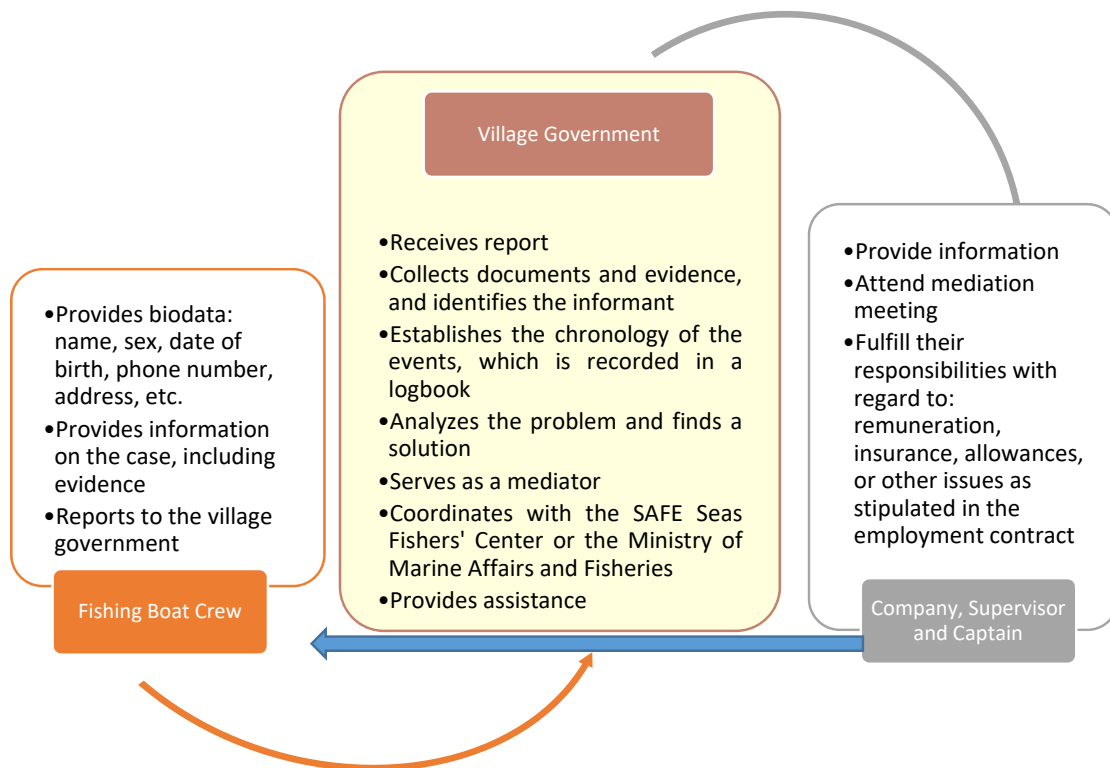 •Provides biodata:
name, sex, date of
birth, phone number,
address, etc.
•Provides information
on the case, including
evidence
•Reports to the village
government
Fishing Boat Crew
Village Government
•Receives report
•Collects documents and evidence,
and identifies the informant
•Establishes the chronology of the
events, which is recorded in a
logbook
•Analyzes the problem and finds a
solution
•Serves as a mediator
•Coordinates with the SAFE Seas
Fishers' Center or the Ministry of
Marine Affairs and Fisheries
•Provides assistance
•Provide information
•Attend mediation
meeting
•Fulfill their
responsibilities with
regard to:
remuneration,
insurance, allowances,
or other issues as
stipulated in the
employment contract
Company, Supervisor
and Captain